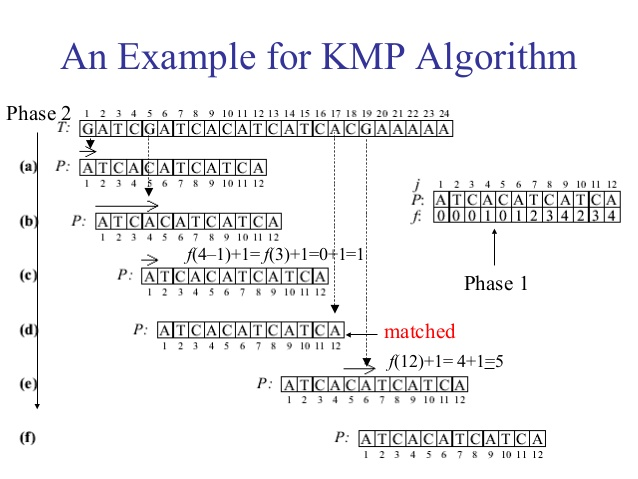 An Example for KMP Algorithm
Phase 2
1 2 3 4 5 6 7 8 9 10 11 12 13 14 15 16 17 18 19 20 21 22 23 24
T: G A T C G A T C A C A T C A T C A C G A A A A A
(a) P: A T C A C A T C A T C A
1 2 3 4 5 6 7 8 9 10 11 12
j 1 2 3 4 5 6 7 8 9 10 11 12
P: A T C A C A T C A T C A
f: 0 0 0 1 0 1 2 3 4 2 3 4
Phase 1
(b) P: A T C A C A T C A T C A
1 2 3 4 5 6 7 8 9 10 11 12
f(4–1)+1= f(3)+1=0+1=1
(c) P: A T C A C A T C A T C A
1 2 3 4 5 6 7 8 9 10 11 12
(d) P: A T C A C A T C A T C A
1 2 3 4 5 6 7 8 9 10 11 12
matched
f(12)+1= 4+1=5
(e) P: A T C A C A T C A T C A
1 2 3 4 5 6 7 8 9 10 11 12
(f) P: A T C A C A T C A T C A
1 2 3 4 5 6 7 8 9 10 11 12